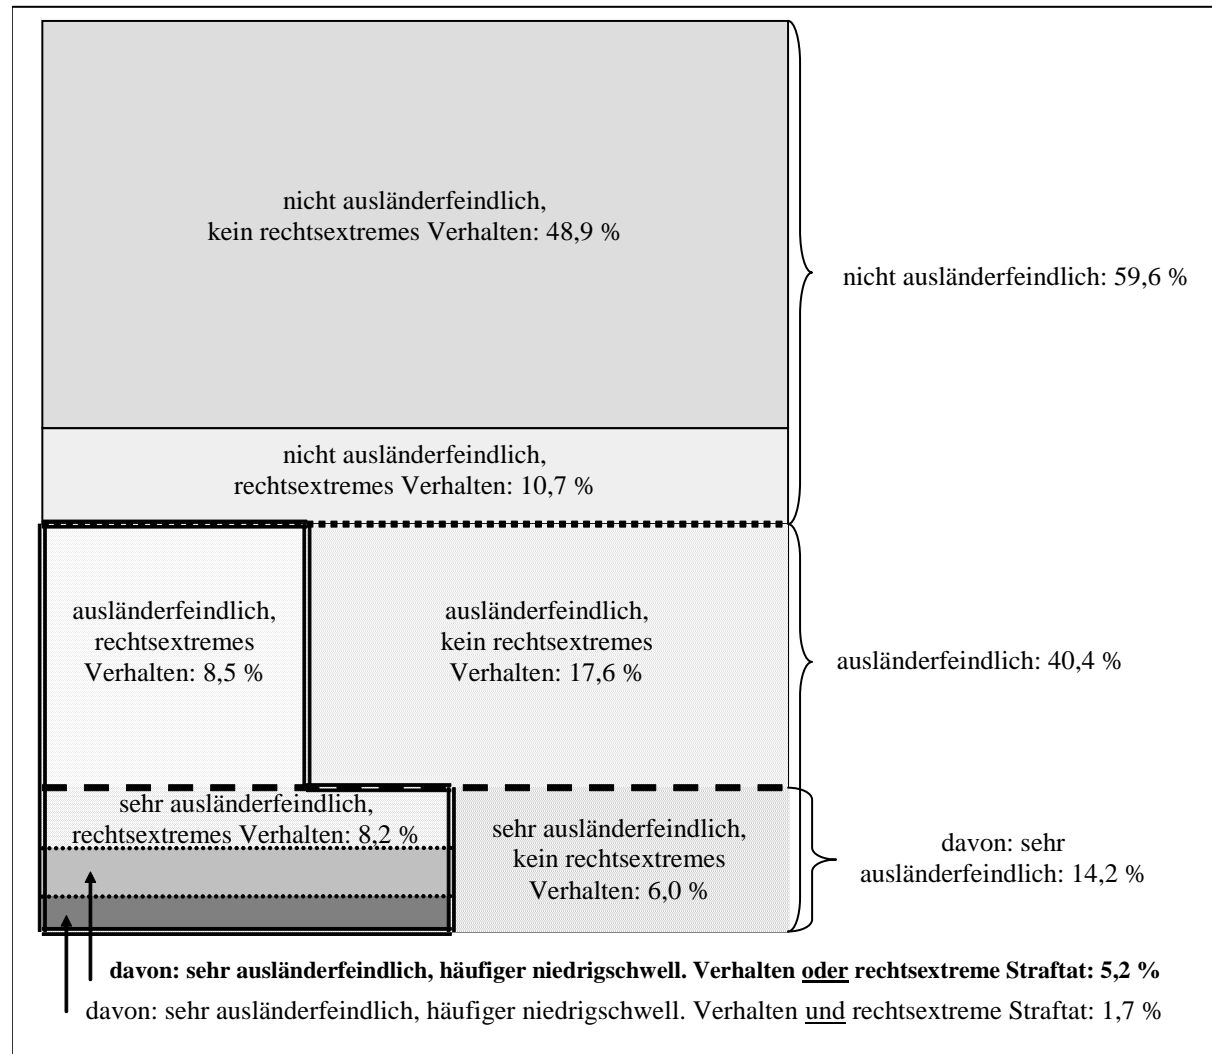 nicht ausländerfeindlich,
kein rechtsextremes Verhalten: 48,9 %
nicht ausländerfeindlich: 59,6 %
nicht ausländerfeindlich,
rechtsextremes Verhalten: 10,7 %
ausländerfeindlich,
rechtsextremes
Verhalten: 8,5 %
ausländerfeindlich,
kein rechtsextremes
Verhalten: 17,6 %
ausländerfeindlich: 40,4 %
sehr ausländerfeindlich,
rechtsextremes Verhalten: 8,2 %
sehr ausländerfeindlich,
kein rechtsextremes
Verhalten: 6,0 %
davon: sehr
ausländerfeindlich: 14,2 %
davon: sehr ausländerfeindlich, häufiger niedrigschwell. Verhalten oder rechtsextreme Straftat: 5,2 %
davon: sehr ausländerfeindlich, häufiger niedrigschwell. Verhalten und rechtsextreme Straftat: 1,7 %